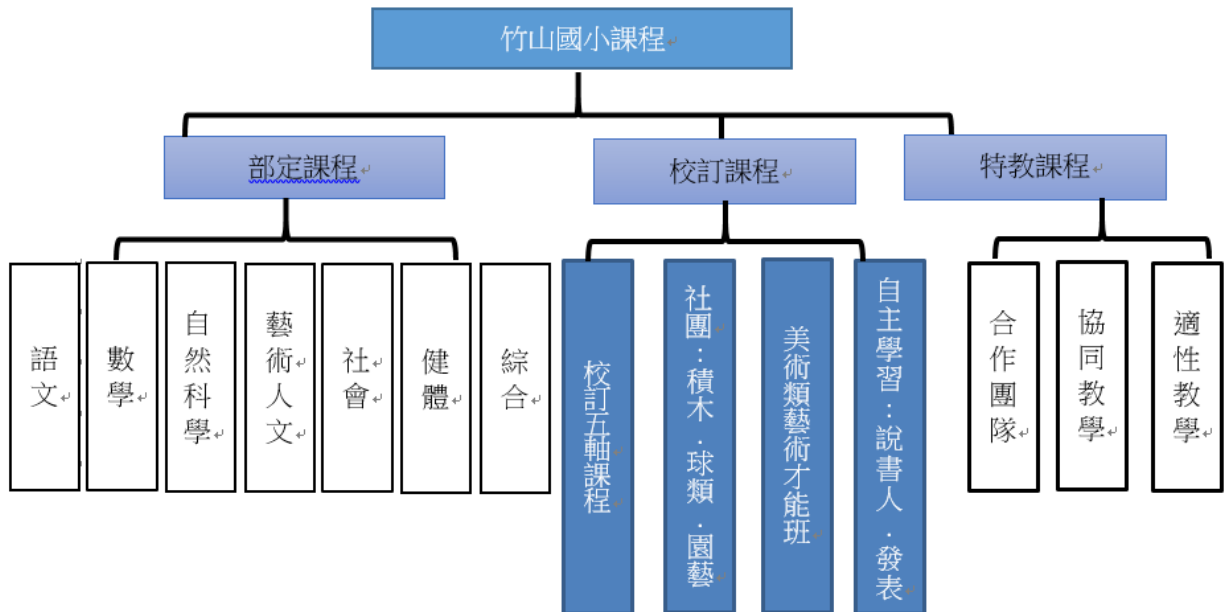 竹山國小課程
部定課程
校訂課程
特教課程
語文
數學
自然科學
藝術人文
社會
健體
綜合
校訂五軸課程
社團：積木．球類．園藝
美術類藝術才能班
自主學習：說書人．發表
合作團隊
協同教學
適性教學